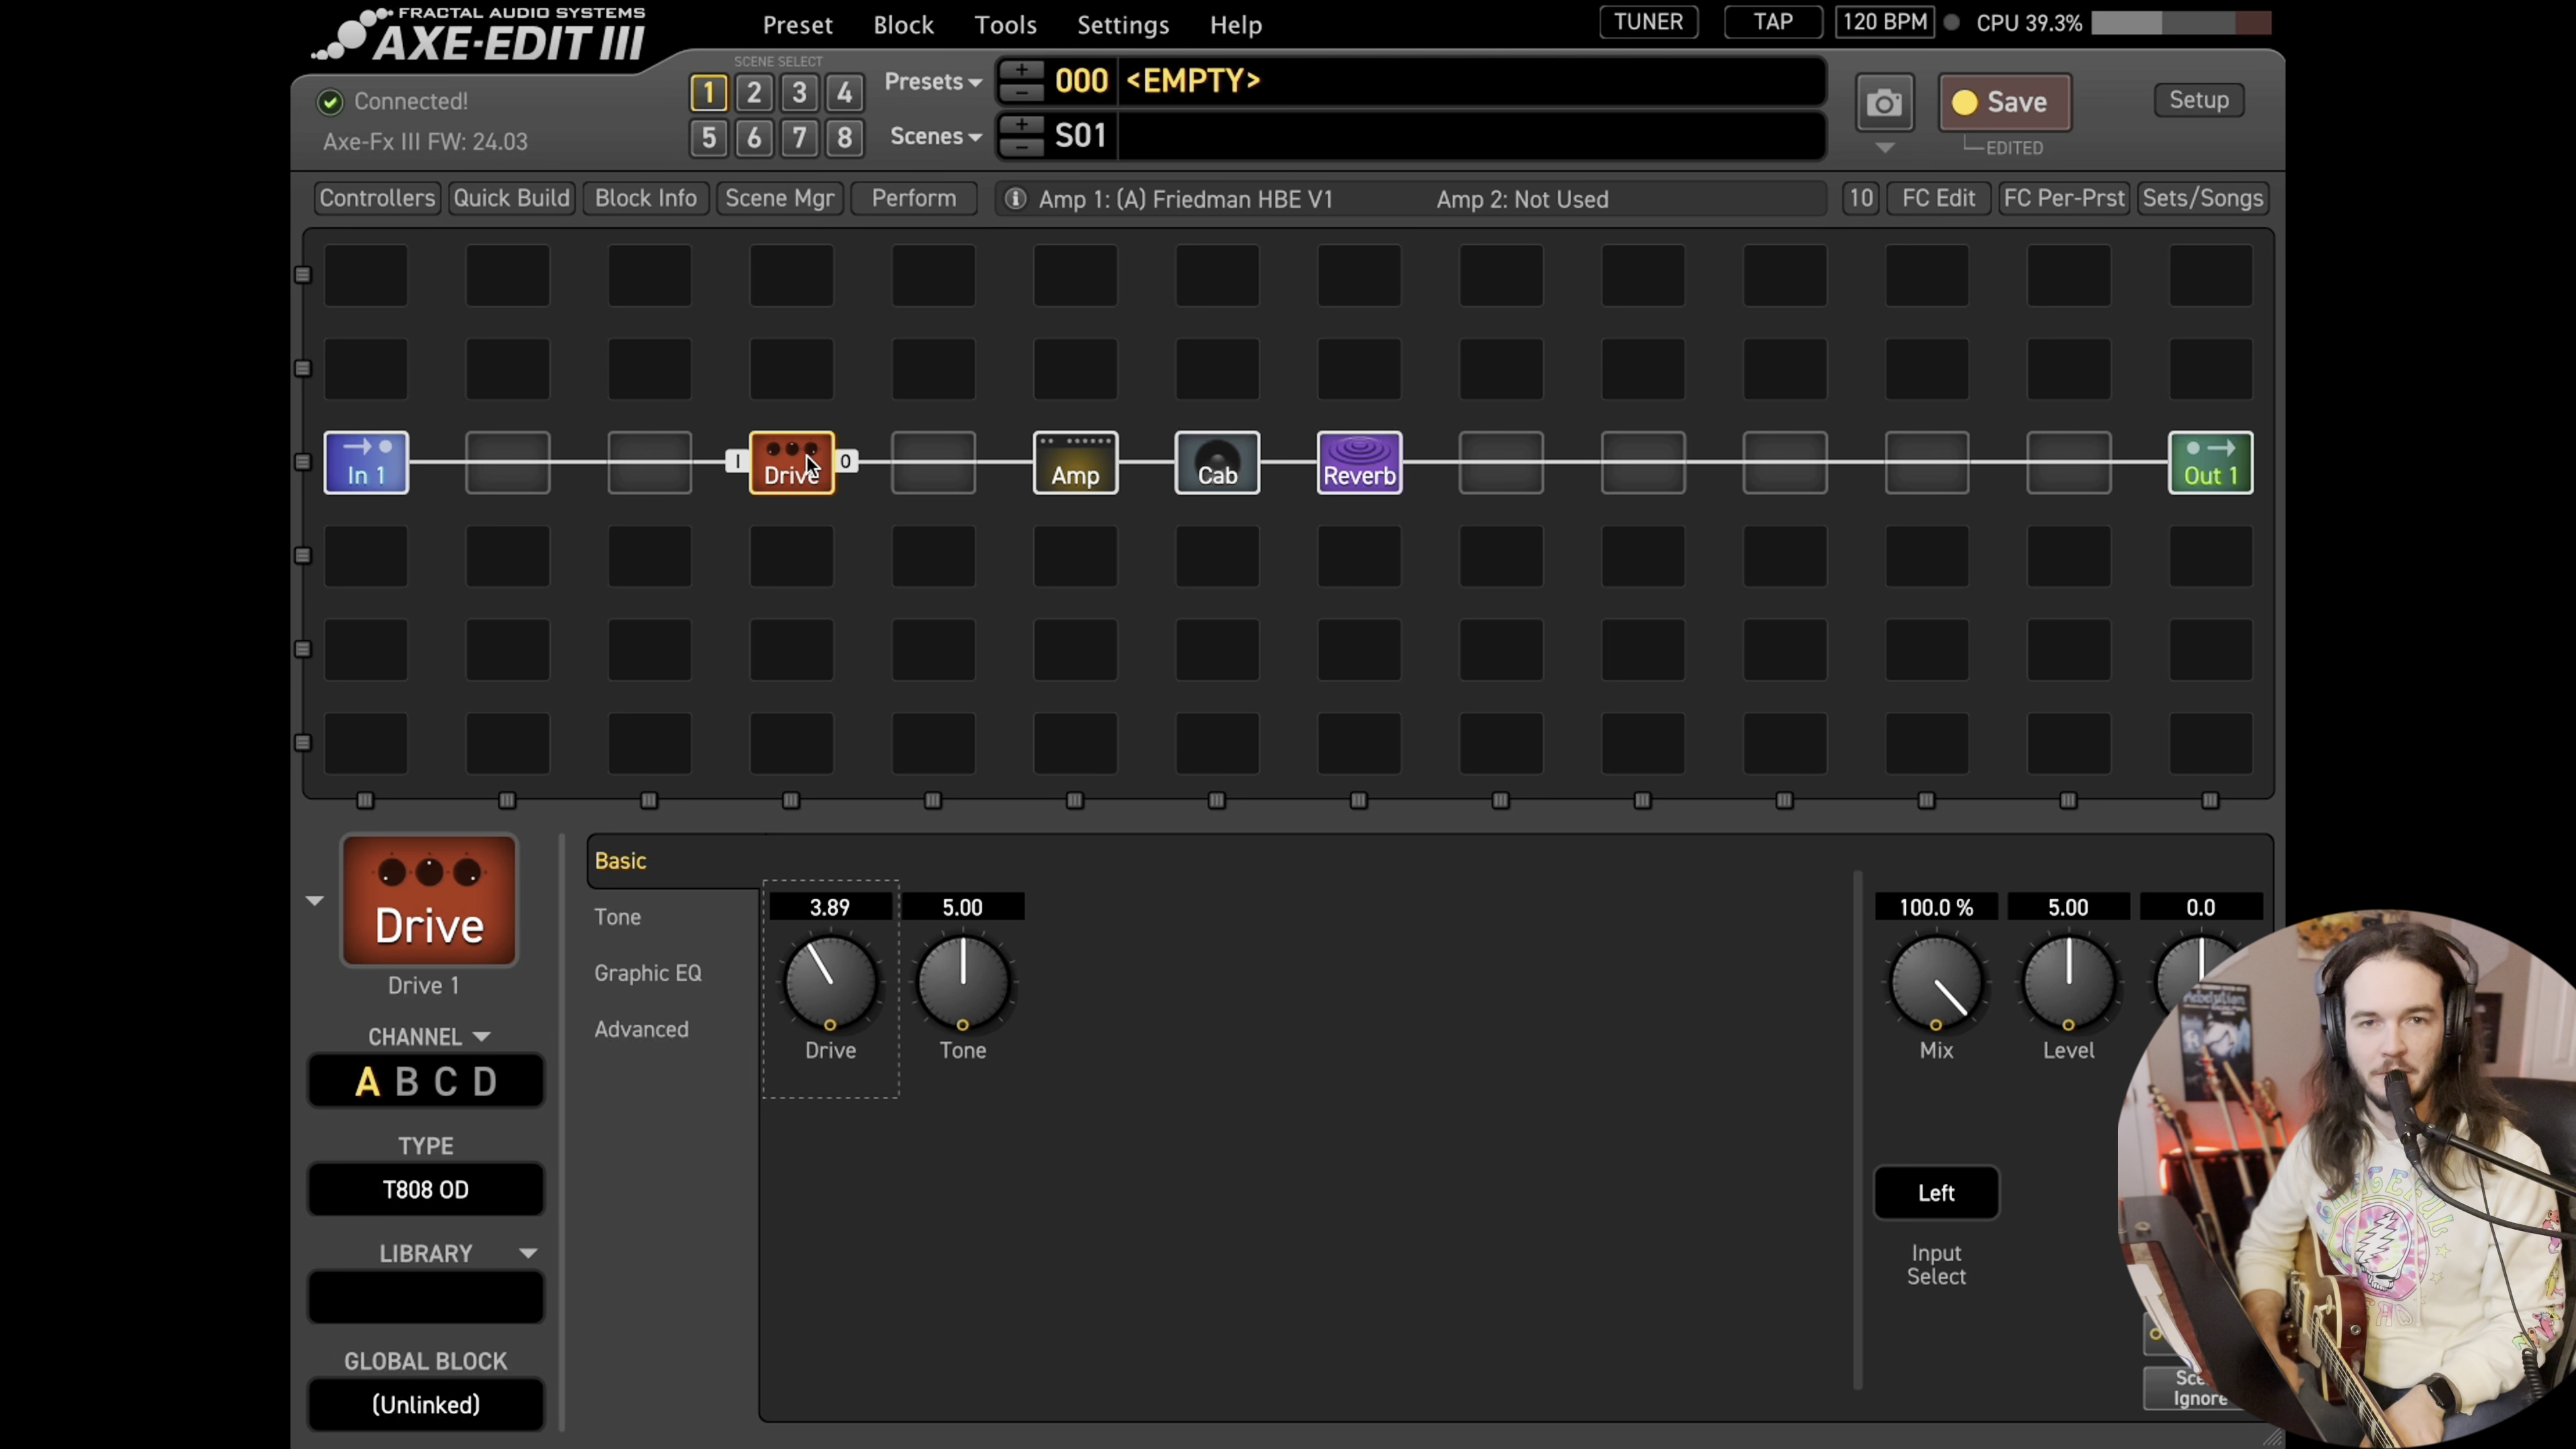 FRACTAL AUDIO SYSTEMS
AXE-EDIT III
Preset
Block
Tools
Settings
Help
TUNER
TAP
120 BPM
CPU 39.3%
Connected!
Axe-Fx III FW: 24.03
SCENE SELECT
1 2 3 4
5 6 7 8
Presets
+
-
000 <EMPTY>
Scenes
+
-
S01
Save
EDITED
Setup
Controllers
Quick Build
Block Info
Scene Mgr
Perform
Amp 1: (A) Friedman HBE V1
Amp 2: Not Used
10
FC Edit
FC Per-Prst
Sets/Songs
In 1
I
Drive
O
Amp
Cab
Reverb
Out 1
Drive
Drive 1
CHANNEL
A B C D
TYPE
T808 OD
LIBRARY
GLOBAL BLOCK
(Unlinked)
Basic
Tone
Graphic EQ
Advanced
3.89
Drive
5.00
Tone
100.0 %
Mix
5.00
Level
0.0
Left
Input
Select
Ignore